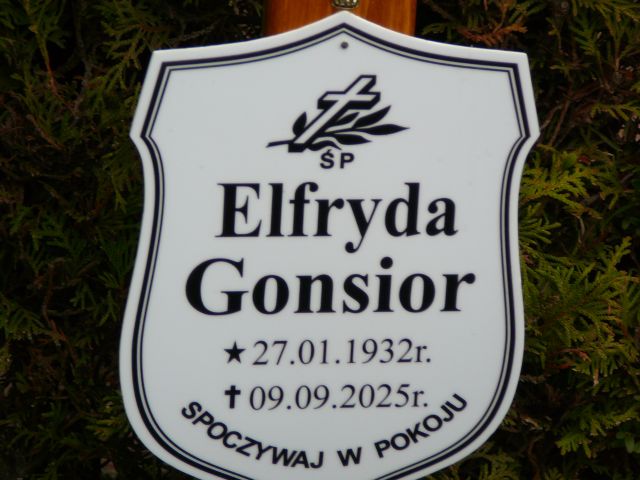 ŚP
Elfryda
Gonsior
★ 27.01.1932r.
✝ 09.09.2025r.
SPOCZYWAJ W POKOJU